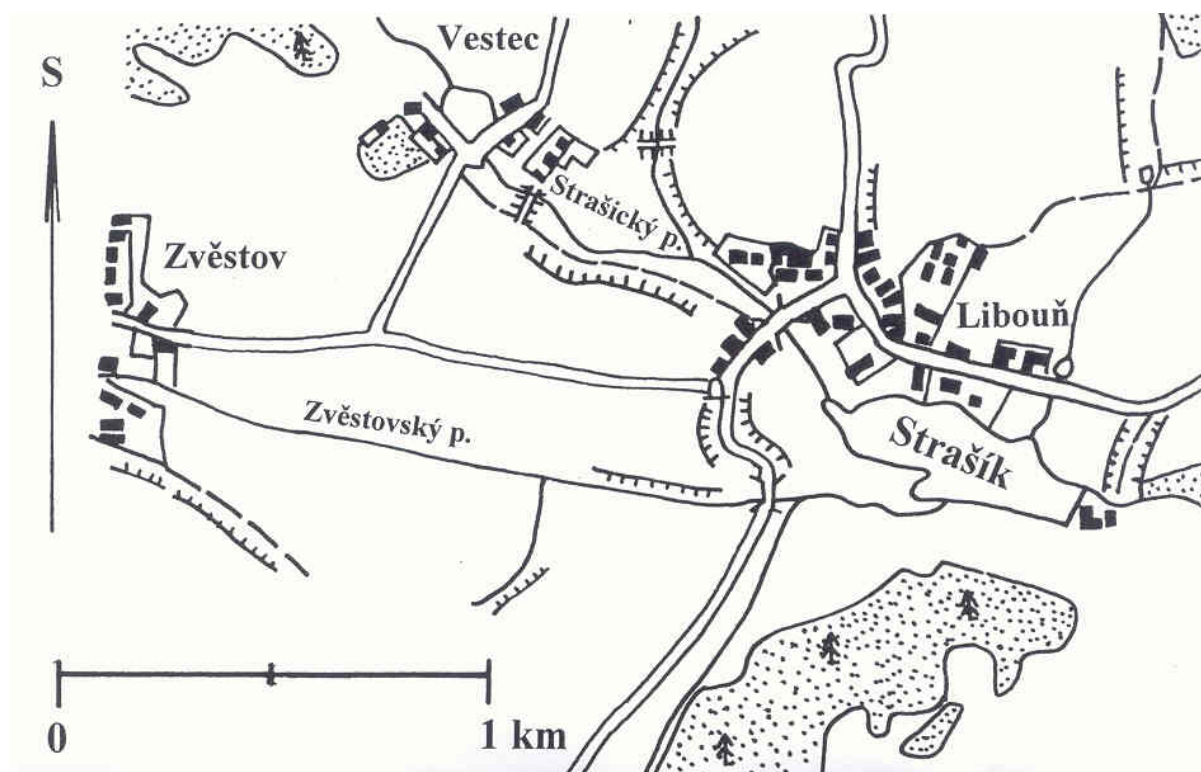 Vestec
S
Strašický p.
Zvěstov
Libouň
Zvěstovský p.
Strašík
0
1 km